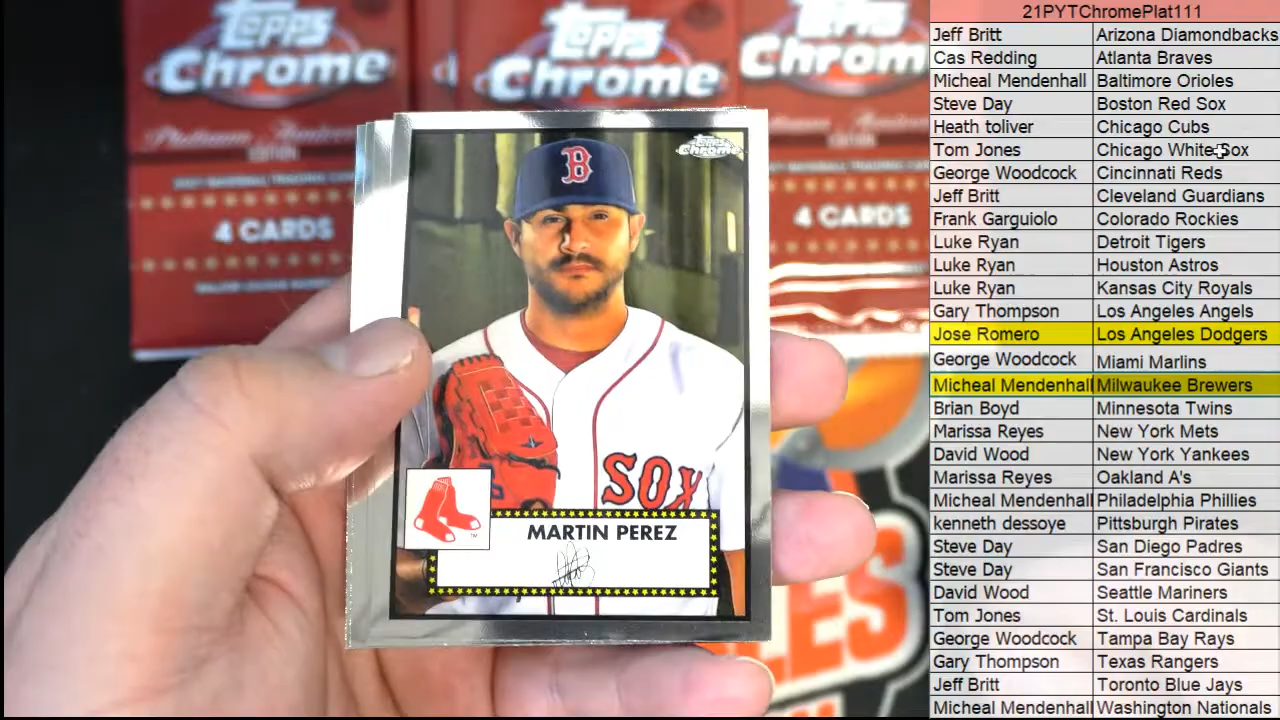 Topps
Chrome
Topps
Chrome
Topps
Chrome
Platinum Anniversary
4 CARDS
4 CARDS
Topps
Chrome
B
SOX
MARTIN PEREZ
21PYTChromePlat111
Jeff Britt Arizona Diamondbacks
Cas Redding Atlanta Braves
Micheal Mendenhall Baltimore Orioles
Steve Day Boston Red Sox
Heath toliver Chicago Cubs
Tom Jones Chicago White Sox
George Woodcock Cincinnati Reds
Jeff Britt Cleveland Guardians
Frank Garguiolo Colorado Rockies
Luke Ryan Detroit Tigers
Luke Ryan Houston Astros
Luke Ryan Kansas City Royals
Gary Thompson Los Angeles Angels
Jose Romero Los Angeles Dodgers
George Woodcock Miami Marlins
Micheal Mendenhall Milwaukee Brewers
Brian Boyd Minnesota Twins
Marissa Reyes New York Mets
David Wood New York Yankees
Marissa Reyes Oakland A's
Micheal Mendenhall Philadelphia Phillies
kenneth dessoye Pittsburgh Pirates
Steve Day San Diego Padres
Steve Day San Francisco Giants
David Wood Seattle Mariners
Tom Jones St. Louis Cardinals
George Woodcock Tampa Bay Rays
Gary Thompson Texas Rangers
Jeff Britt Toronto Blue Jays
Micheal Mendenhall Washington Nationals